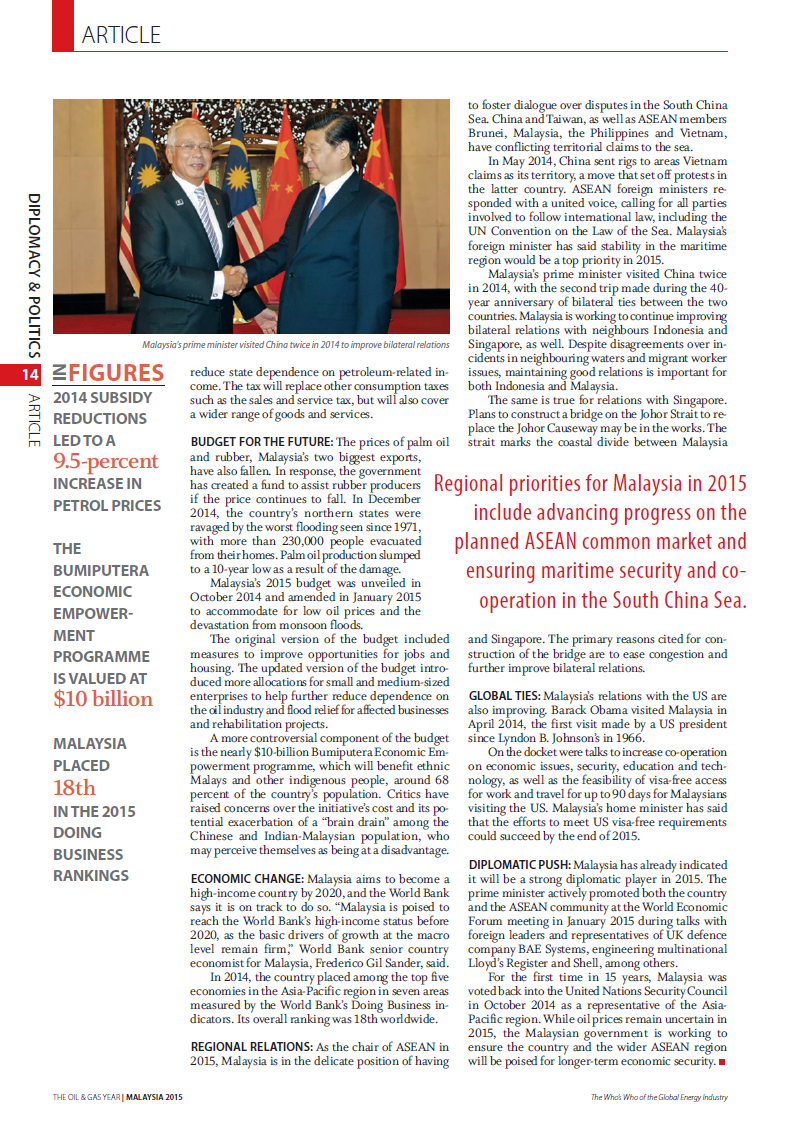 ARTICLE
DIPLOMACY & POLITICS
14
ARTICLE
Malaysia's prime minister visited China twice in 2014 to improve bilateral relations
IN FIGURES
2014 SUBSIDY
REDUCTIONS
LED TO A
9.5-percent
INCREASE IN
PETROL PRICES
THE
BUMIPUTERA
ECONOMIC
EMPOWER-
MENT
PROGRAMME
IS VALUED AT
$10 billion
MALAYSIA
PLACED
18th
IN THE 2015
DOING
BUSINESS
RANKINGS
reduce state dependence on petroleum-related in-
come. The tax will replace other consumption taxes
such as the sales and service tax, but will also cover
a wider range of goods and services.
BUDGET FOR THE FUTURE: The prices of palm oil
and rubber, Malaysia's two biggest exports,
have also fallen. In response, the government
has created a fund to assist rubber producers
if the price continues to fall. In December
2014, the country's northern states were
ravaged by the worst flooding seen since 1971,
with more than 230,000 people evacuated
from their homes. Palm oil production slumped
to a 10-year low as a result of the damage.
Malaysia's 2015 budget was unveiled in
October 2014 and amended in January 2015
to accommodate for low oil prices and the
devastation from monsoon floods.
The original version of the budget included
measures to improve opportunities for jobs and
housing. The updated version of the budget intro-
duced more allocations for small and medium-sized
enterprises to help further reduce dependence on
the oil industry and flood relief for affected businesses
and rehabilitation projects.
A more controversial component of the budget
is the nearly $10-billion Bumiputera Economic Em-
powerment programme, which will benefit ethnic
Malays and other indigenous people, around 68
percent of the country's population. Critics have
raised concerns over the initiative's cost and its po-
tential exacerbation of a "brain drain" among the
Chinese and Indian-Malaysian population, who
may perceive themselves as being at a disadvantage.
ECONOMIC CHANGE: Malaysia aims to become a
high-income country by 2020, and the World Bank
says it is on track to do so. "Malaysia is poised to
reach the World Bank's high-income status before
2020, as the basic drivers of growth at the macro
level remain firm," World Bank senior country
economist for Malaysia, Frederico Gil Sander, said.
In 2014, the country placed among the top five
economies in the Asia-Pacific region in seven areas
measured by the World Bank's Doing Business in-
dicators. Its overall ranking was 18th worldwide.
REGIONAL RELATIONS: As the chair of ASEAN in
2015, Malaysia is in the delicate position of having
to foster dialogue over disputes in the South China
Sea. China and Taiwan, as well as ASEAN members
Brunei, Malaysia, the Philippines and Vietnam,
have conflicting territorial claims to the sea.
In May 2014, China sent rigs to areas Vietnam
claims as its territory, a move that set off protests in
the latter country. ASEAN foreign ministers re-
sponded with a united voice, calling for all parties
involved to follow international law, including the
UN Convention on the Law of the Sea. Malaysia's
foreign minister has said stability in the maritime
region would be a top priority in 2015.
Malaysia's prime minister visited China twice
in 2014, with the second trip made during the 40-
year anniversary of bilateral ties between the two
countries. Malaysia is working to continue improving
bilateral relations with neighbours Indonesia and
Singapore, as well. Despite disagreements over in-
cidents in neighbouring waters and migrant worker
issues, maintaining good relations is important for
both Indonesia and Malaysia.
The same is true for relations with Singapore.
Plans to construct a bridge on the Johor Strait to re-
place the Johor Causeway may be in the works. The
strait marks the coastal divide between Malaysia
Regional priorities for Malaysia in 2015
include advancing progress on the
planned ASEAN common market and
ensuring maritime security and co-
operation in the South China Sea.
and Singapore. The primary reasons cited for con-
struction of the bridge are to ease congestion and
further improve bilateral relations.
GLOBAL TIES: Malaysia's relations with the US are
also improving. Barack Obama visited Malaysia in
April 2014, the first visit made by a US president
since Lyndon B. Johnson's in 1966.
On the docket were talks to increase co-operation
on economic issues, security, education and tech-
nology, as well as the feasibility of visa-free access
for work and travel for up to 90 days for Malaysians
visiting the US. Malaysia's home minister has said
that the efforts to meet US visa-free requirements
could succeed by the end of 2015.
DIPLOMATIC PUSH: Malaysia has already indicated
it will be a strong diplomatic player in 2015. The
prime minister actively promoted both the country
and the ASEAN community at the World Economic
Forum meeting in January 2015 during talks with
foreign leaders and representatives of UK defence
company BAE Systems, engineering multinational
Lloyd's Register and Shell, among others.
For the first time in 15 years, Malaysia was
voted back into the United Nations Security Council
in October 2014 as a representative of the Asia-
Pacific region. While oil prices remain uncertain in
2015, the Malaysian government is working to
ensure the country and the wider ASEAN region
will be poised for longer-term economic security.
THE OIL & GAS YEAR | MALAYSIA 2015
The Who's Who of the Global Energy Industry